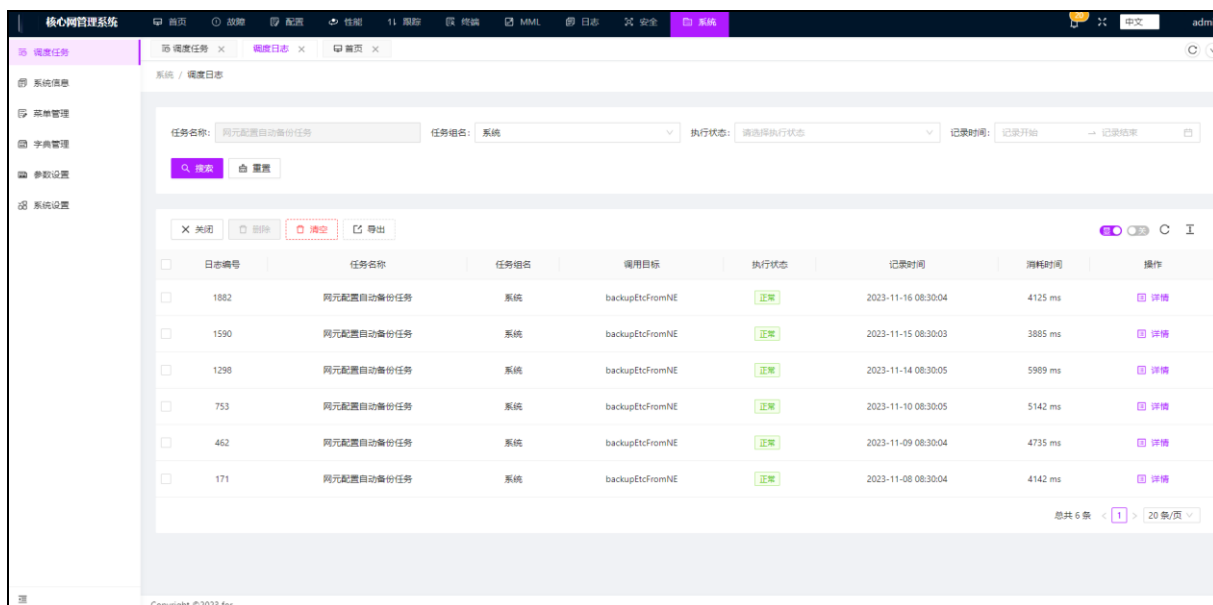 核心网管理系统 首页 故障 配置 性能 跟踪 终端 MML 日志 安全 系统 20 中文 adm
调度任务 调度任务 调度日志 首页
系统 / 调度日志
系统信息
菜单管理
字典管理
参数设置
系统设置
任务名称: 网元配置自动备份任务 任务组名: 系统 执行状态: 请选择执行状态 记录时间: 记录开始 → 记录结束
搜索 重置
关闭 删除 清空 导出
日志编号 任务名称 任务组名 调用目标 执行状态 记录时间 消耗时间 操作
1882 网元配置自动备份任务 系统 backupEtcFromNE 正常 2023-11-16 08:30:04 4125 ms 详情
1590 网元配置自动备份任务 系统 backupEtcFromNE 正常 2023-11-15 08:30:03 3885 ms 详情
1298 网元配置自动备份任务 系统 backupEtcFromNE 正常 2023-11-14 08:30:05 5989 ms 详情
753 网元配置自动备份任务 系统 backupEtcFromNE 正常 2023-11-10 08:30:05 5142 ms 详情
462 网元配置自动备份任务 系统 backupEtcFromNE 正常 2023-11-09 08:30:04 4735 ms 详情
171 网元配置自动备份任务 系统 backupEtcFromNE 正常 2023-11-08 08:30:04 4142 ms 详情
总共 6 条 < 1 > 20 条/页
Copyright ©2023 for